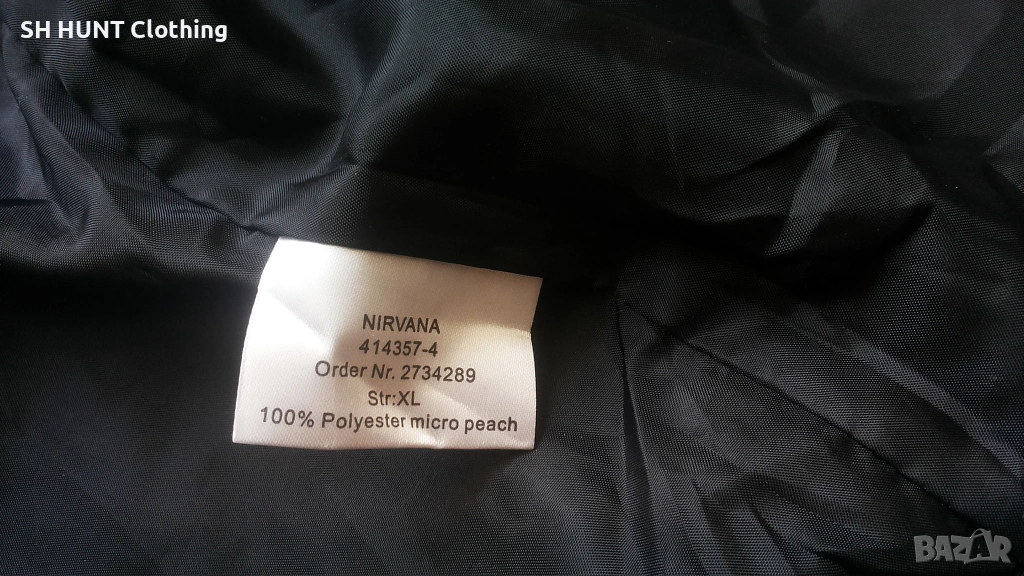 SH HUNT Clothing
NIRVANA
414357-4
Order Nr. 2734289
Str:XL
100% Polyester micro peach
BAZAR